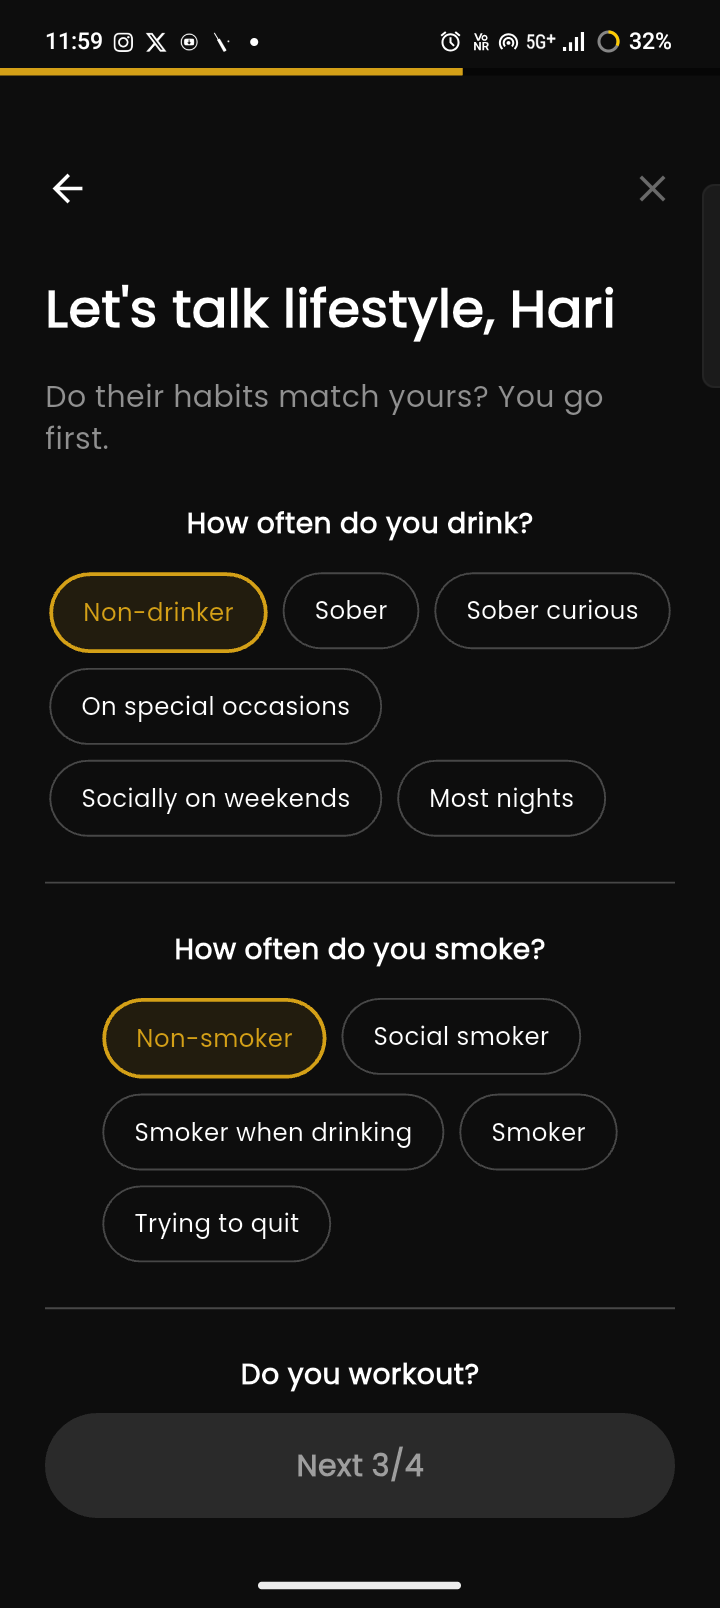 11:59 Vo NR 5G+ 32%
Let's talk lifestyle, Hari
Do their habits match yours? You go
first.
How often do you drink?
Non-drinker Sober Sober curious
On special occasions
Socially on weekends Most nights
How often do you smoke?
Non-smoker Social smoker
Smoker when drinking Smoker
Trying to quit
Do you workout?
Next 3/4